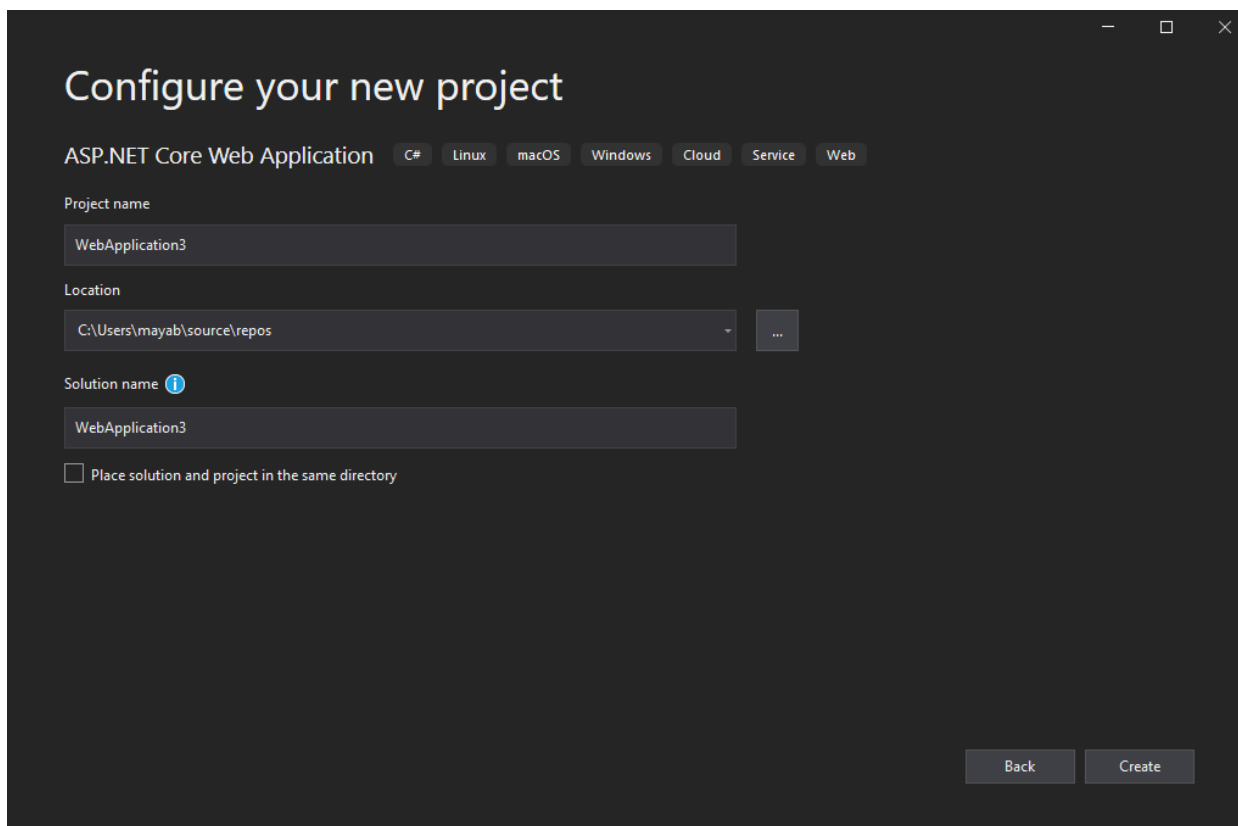 Configure your new project
ASP.NET Core Web Application C# Linux macOS Windows Cloud Service Web
Project name
WebApplication3
Location
C:\Users\mayab\source\repos
...
Solution name
WebApplication3
Place solution and project in the same directory
Back Create